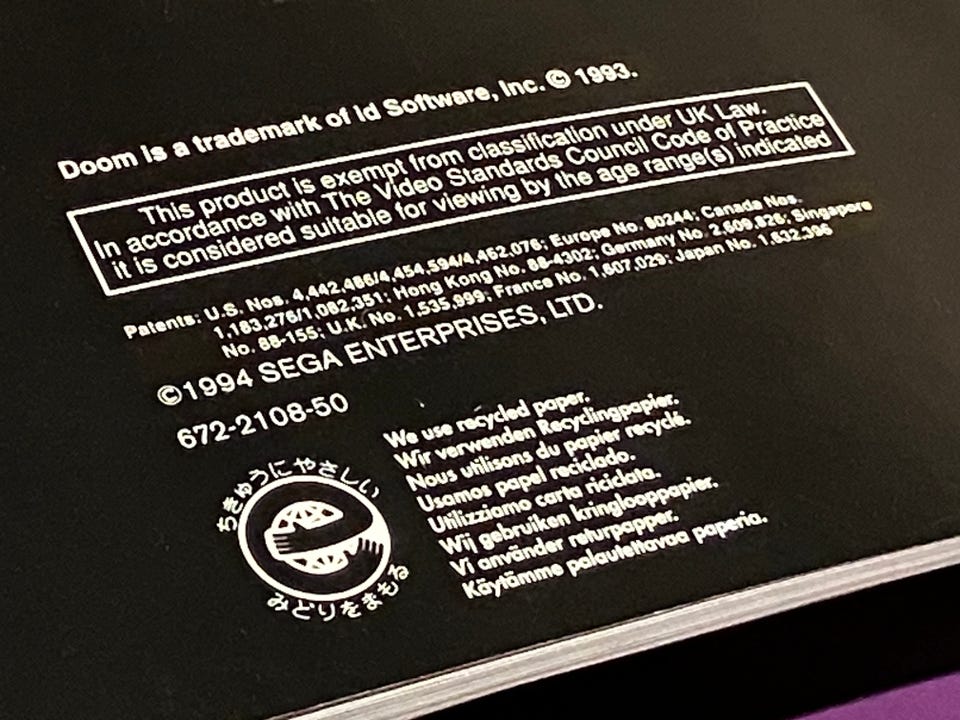 Doom is a trademark of id Software, Inc. © 1993.
This product is exempt from classification under UK Law.
In accordance with The Video Standards Council Code of Practice
it is considered suitable for viewing by the age range(s) indicated
Patents: U.S. Nos. 4,442,486/4,454,594/4,462,076; Europe No. 80244; Canada Nos.
1,183,276/1,082,351; Hong Kong No. 88-4302; Germany No. 2,609,826; Singapore
No. 88-155; U.K. No. 1,535,999; France No. 1,607,029; Japan No. 1,632,396
©1994 SEGA ENTERPRISES, LTD.
672-2108-50
ちきゅうにやさしい
みどりをまもる
We use recycled paper.
Wir verwenden Recyclingpapier.
Nous utilisons du papier recyclé.
Usamos papel reciclado.
Utilizziamo carta riciclata.
Wij gebruiken kringlooppapier.
Vi använder returpapper.
Käytämme palautettavaa paperia.